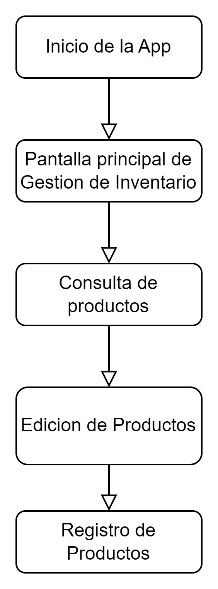 Inicio de la App
Pantalla principal de
Gestion de Inventario
Consulta de
productos
Edicion de Productos
Registro de
Productos